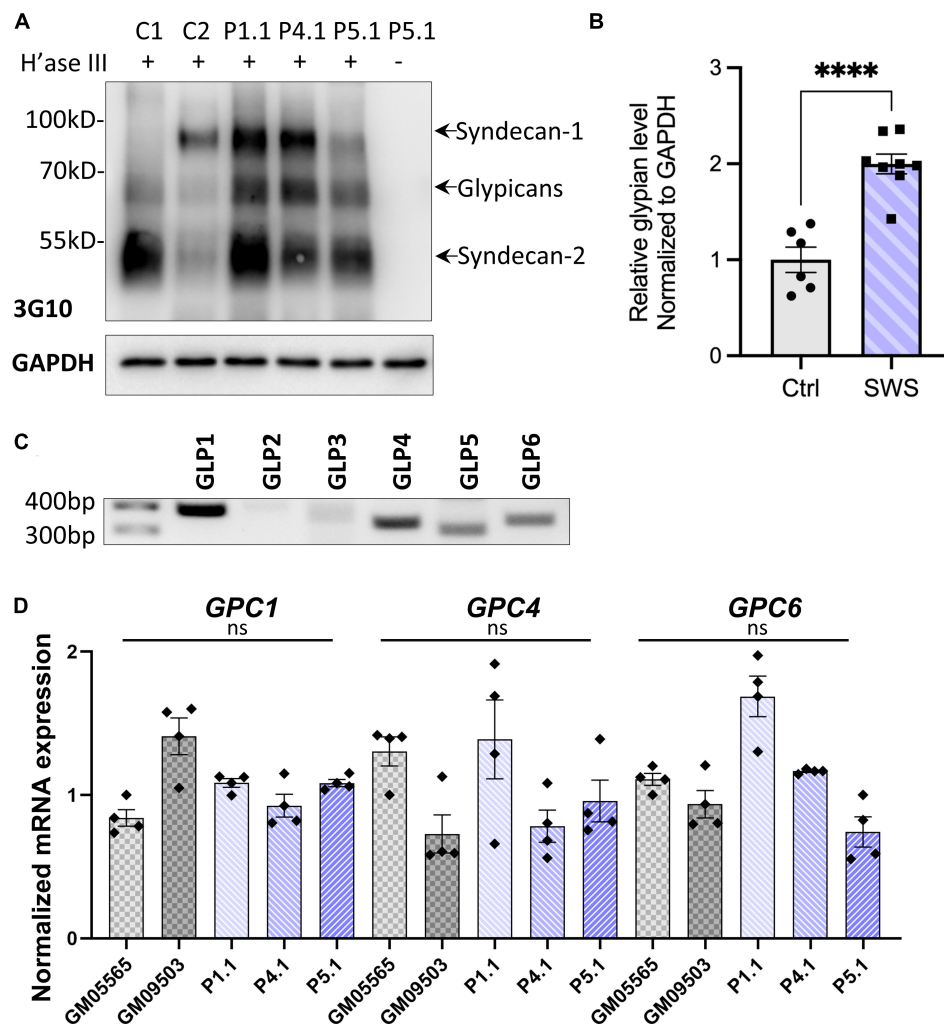 A
C1 C2 P1.1 P4.1 P5.1 P5.1
H'ase III + + + + + -
100kD-
Syndecan-1
70kD-
Glypicans
55kD-
Syndecan-2
3G10
GAPDH
B
Relative glypian level
Normalized to GAPDH
3
2
1
0
****
Ctrl SWS
C
GLP1 GLP2 GLP3 GLP4 GLP5 GLP6
400bp
300bp
D
Normalized mRNA expression
GPC1 GPC4 GPC6
ns ns ns
2
1
0
GM05565 GM09503 P1.1 P4.1 P5.1 GM05565 GM09503 P1.1 P4.1 P5.1 GM05565 GM09503 P1.1 P4.1 P5.1